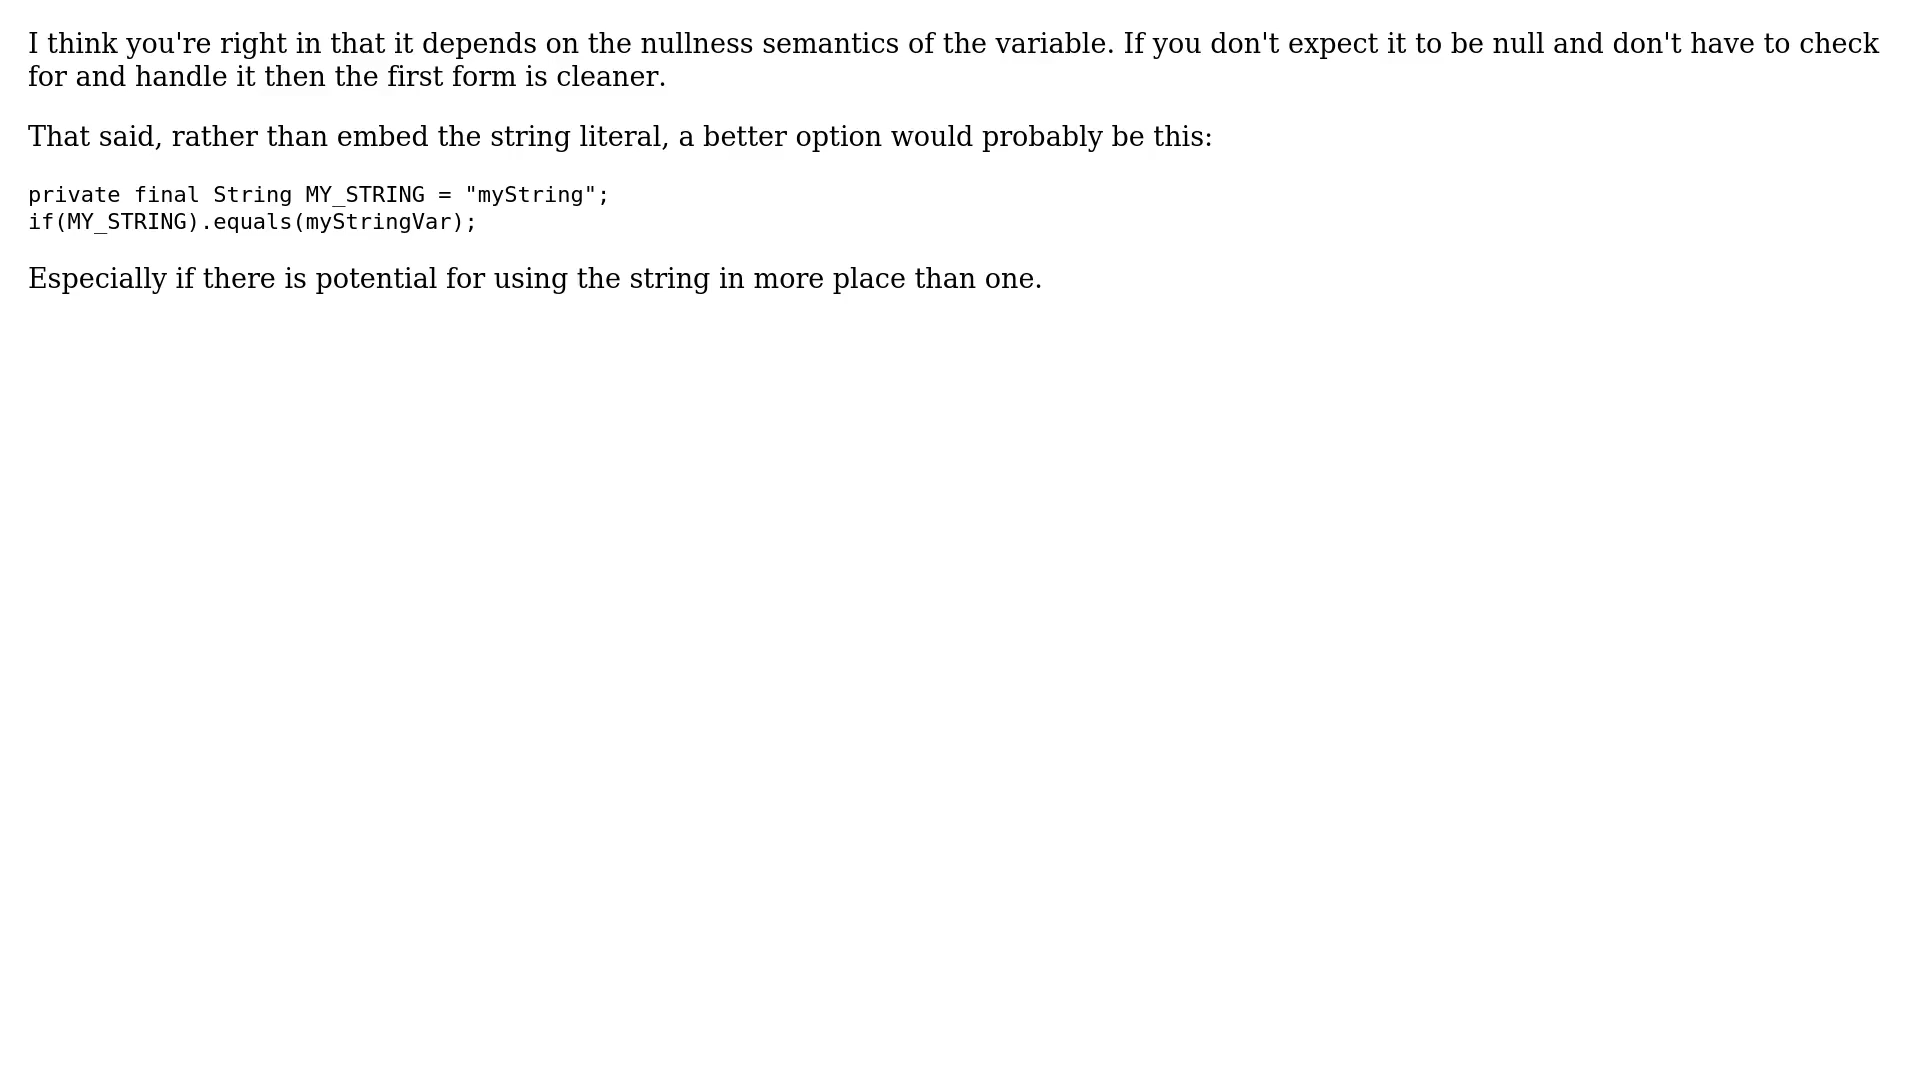 I think you're right in that it depends on the nullness semantics of the variable. If you don't expect it to be null and don't have to check
for and handle it then the first form is cleaner.
That said, rather than embed the string literal, a better option would probably be this:
private final String MY_STRING = "myString";
if(MY_STRING).equals(myStringVar);
Especially if there is potential for using the string in more place than one.